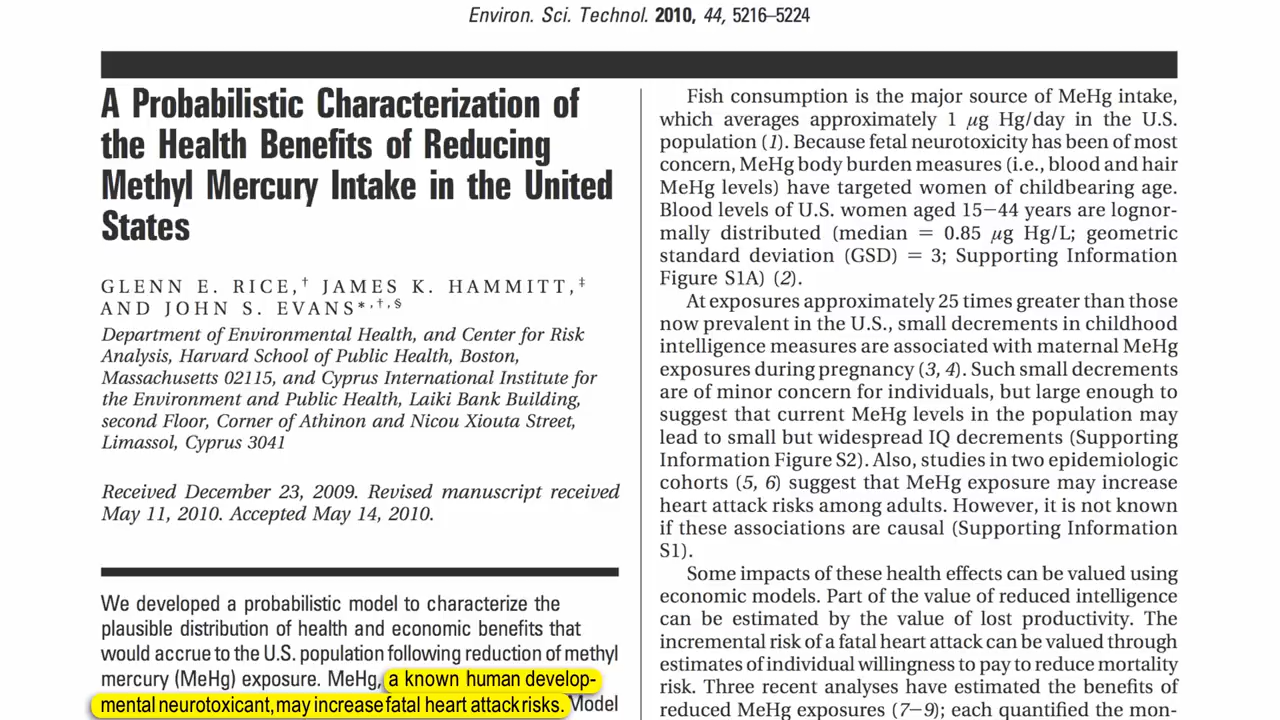 Environ. Sci. Technol. 2010, 44, 5216–5224
A Probabilistic Characterization of
the Health Benefits of Reducing
Methyl Mercury Intake in the United
States
GLENN E. RICE,† JAMES K. HAMMITT,‡
AND JOHN S. EVANS*,†,§
Department of Environmental Health, and Center for Risk
Analysis, Harvard School of Public Health, Boston,
Massachusetts 02115, and Cyprus International Institute for
the Environment and Public Health, Laiki Bank Building,
second Floor, Corner of Athinon and Nicou Xiouta Street,
Limassol, Cyprus 3041
Received December 23, 2009. Revised manuscript received
May 11, 2010. Accepted May 14, 2010.
We developed a probabilistic model to characterize the
plausible distribution of health and economic benefits that
would accrue to the U.S. population following reduction of methyl
mercury (MeHg) exposure. MeHg, a known human develop-
mental neurotoxicant, may increase fatal heart attack risks. Model
Fish consumption is the major source of MeHg intake,
which averages approximately 1 μg Hg/day in the U.S.
population (1). Because fetal neurotoxicity has been of most
concern, MeHg body burden measures (i.e., blood and hair
MeHg levels) have targeted women of childbearing age.
Blood levels of U.S. women aged 15−44 years are lognor-
mally distributed (median = 0.85 μg Hg/L; geometric
standard deviation (GSD) = 3; Supporting Information
Figure S1A) (2).
At exposures approximately 25 times greater than those
now prevalent in the U.S., small decrements in childhood
intelligence measures are associated with maternal MeHg
exposures during pregnancy (3, 4). Such small decrements
are of minor concern for individuals, but large enough to
suggest that current MeHg levels in the population may
lead to small but widespread IQ decrements (Supporting
Information Figure S2). Also, studies in two epidemiologic
cohorts (5, 6) suggest that MeHg exposure may increase
heart attack risks among adults. However, it is not known
if these associations are causal (Supporting Information
S1).
Some impacts of these health effects can be valued using
economic models. Part of the value of reduced intelligence
can be estimated by the value of lost productivity. The
incremental risk of a fatal heart attack can be valued through
estimates of individual willingness to pay to reduce mortality
risk. Three recent analyses have estimated the benefits of
reduced MeHg exposures (7−9); each quantified the mon-